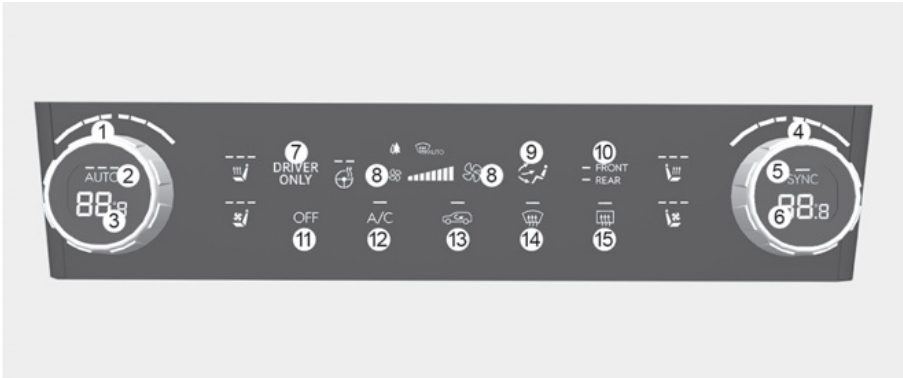 1
4
AUTO 2
88.8
3
7
DRIVER
ONLY
8
AUTO
8
9
10
FRONT
REAR
5
SYNC
6 88.8
OFF
11
A/C
12
13
14
15